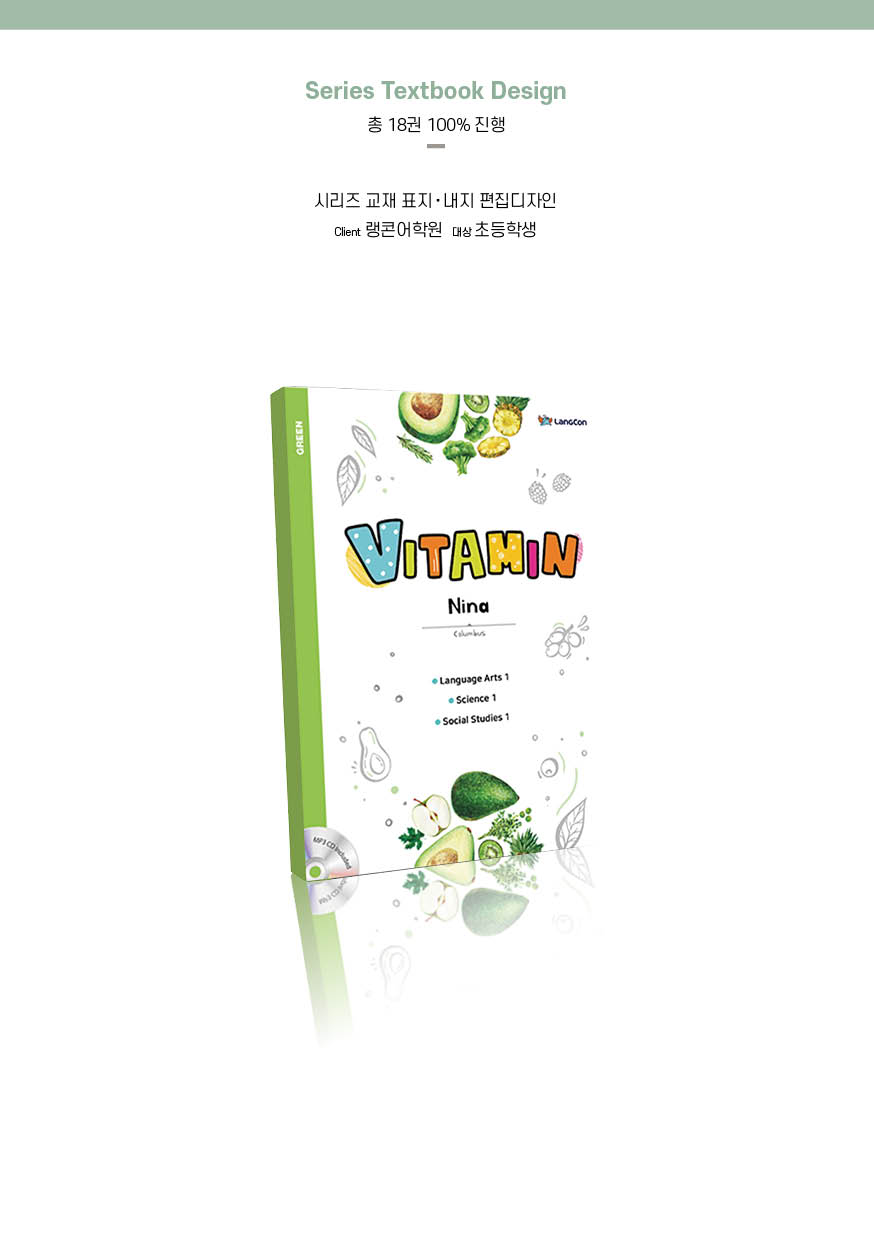 Series Textbook Design
총 18권 100% 진행
시리즈 교재 표지·내지 편집디자인
Client 랭콘어학원 대상 초등학생
GREEN
LangCon
VITAMIN
Nina
Columbus
Language Arts 1
Science 1
Social Studies 1
MP3 CD Included